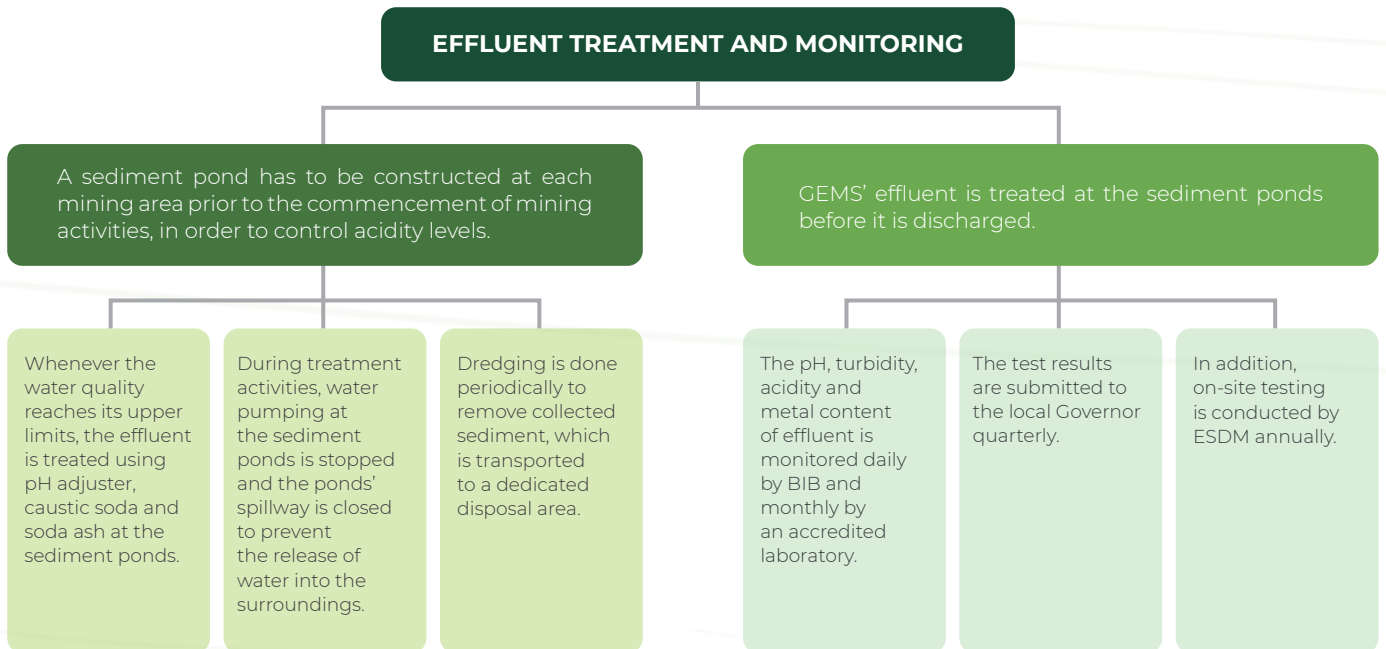 EFFLUENT TREATMENT AND MONITORING
A sediment pond has to be constructed at each
mining area prior to the commencement of mining
activities, in order to control acidity levels.
GEMS’ effluent is treated at the sediment ponds
before it is discharged.
Whenever the
water quality
reaches its upper
limits, the effluent
is treated using
pH adjuster,
caustic soda and
soda ash at the
sediment ponds.
During treatment
activities, water
pumping at
the sediment
ponds is stopped
and the ponds’
spillway is closed
to prevent
the release of
water into the
surroundings.
Dredging is done
periodically to
remove collected
sediment, which
is transported
to a dedicated
disposal area.
The pH, turbidity,
acidity and
metal content
of effluent is
monitored daily
by BIB and
monthly by
an accredited
laboratory.
The test results
are submitted to
the local Governor
quarterly.
In addition,
on-site testing
is conducted by
ESDM annually.